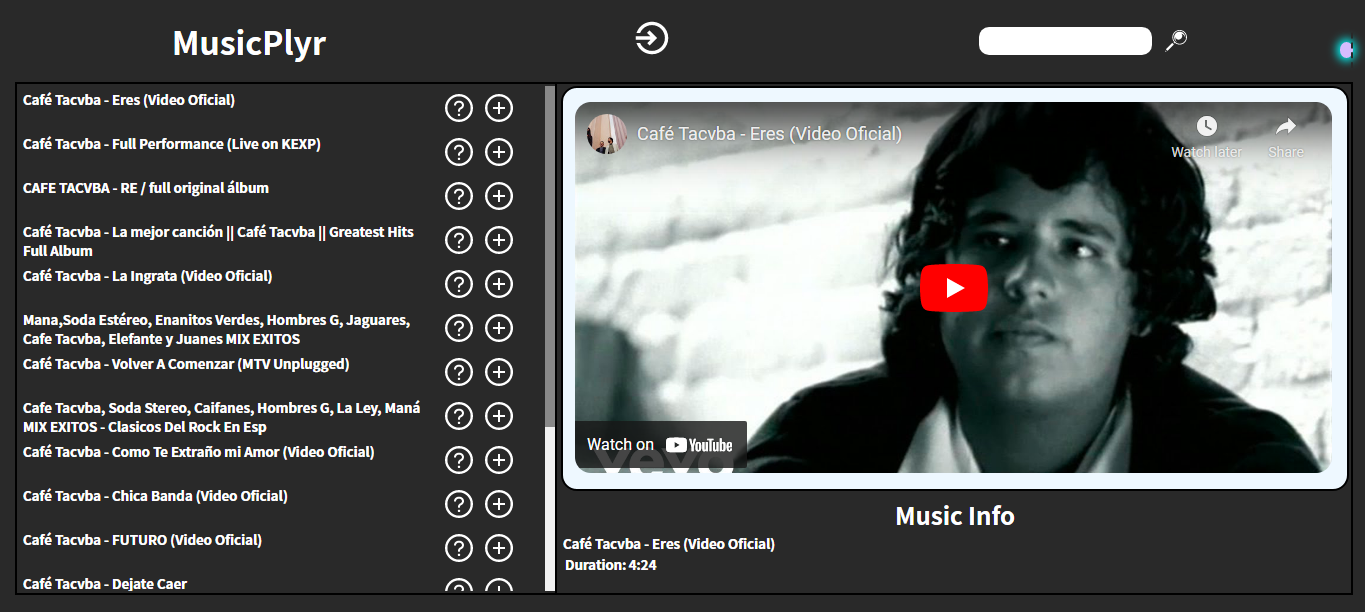 MusicPlyr
Café Tacvba - Eres (Video Oficial)
Café Tacvba - Full Performance (Live on KEXP)
CAFE TACVBA - RE / full original álbum
Café Tacvba - La mejor canción || Café Tacvba || Greatest Hits
Full Album
Café Tacvba - La Ingrata (Video Oficial)
Mana,Soda Estéreo, Enanitos Verdes, Hombres G, Jaguares,
Cafe Tacvba, Elefante y Juanes MIX EXITOS
Café Tacvba - Volver A Comenzar (MTV Unplugged)
Cafe Tacvba, Soda Stereo, Caifanes, Hombres G, La Ley, Maná
MIX EXITOS - Clasicos Del Rock En Esp
Café Tacvba - Como Te Extraño mi Amor (Video Oficial)
Café Tacvba - Chica Banda (Video Oficial)
Café Tacvba - FUTURO (Video Oficial)
Café Tacvba - Dejate Caer
Café Tacvba - Eres (Video Oficial)
Watch later
Share
Watch on YouTube
vevo
Music Info
Café Tacvba - Eres (Video Oficial)
Duration: 4:24